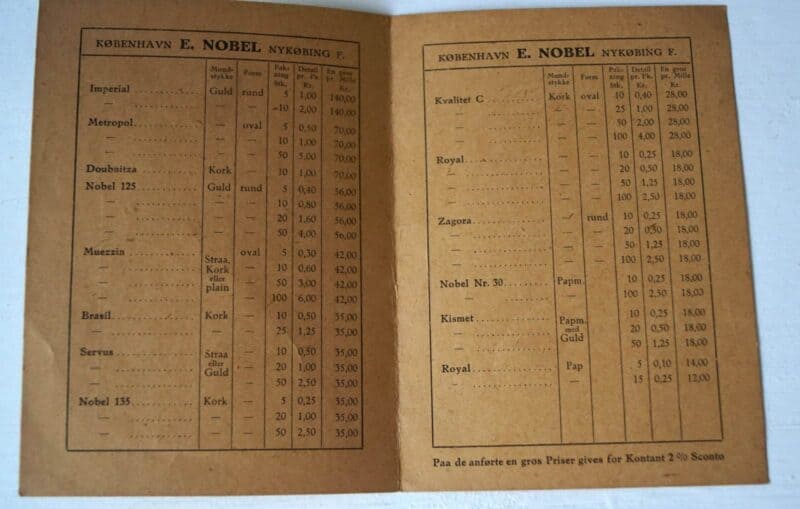 KØBENHAVN E. NOBEL NYKØBING F.
Mund-stykke Form Pak-ning Stk. Detail pr. Pk. Kr. En gros pr. Mille Kr.
Imperial Guld rund 5 1,00 140,00
— — — 10 2,00 140,00
Metropol — oval 5 0,50 70,00
— — — 10 1,00 70,00
— — — 50 5,00 70,00
Doubnitza Kork — 10 1,00 70,00
Nobel 125 Guld rund 5 0,40 56,00
— — — 10 0,80 56,00
— — — 20 1,60 56,00
— — — 50 4,00 56,00
Muezzin Straa, oval 5 0,30 42,00
— Kork — 10 0,60 42,00
— eller plain — 50 3,00 42,00
— — 100 6,00 42,00
Brasil Kork — 10 0,50 35,00
— — — 25 1,25 35,00
Servus Straa — 10 0,50 35,00
— eller Guld — 20 1,00 35,00
— — 50 2,50 35,00
Nobel 135 Kork — 5 0,25 35,00
— — — 20 1,00 35,00
— — — 50 2,50 35,00
KØBENHAVN E. NOBEL NYKØBING F.
Mund-stykke Form Pak-ning Stk. Detail pr. Pk. Kr. En gros pr. Mille Kr.
Kvalitet C Kork oval 10 0,40 28,00
— — — 25 1,00 28,00
— — — 50 2,00 28,00
— — — 100 4,00 28,00
Royal — — 10 0,25 18,00
— — — 20 0,50 18,00
— — — 50 1,25 18,00
— — — 100 2,50 18,00
Zagora — rund 10 0,25 18,00
— — — 20 0,50 18,00
— — — 50 1,25 18,00
— — — 100 2,50 18,00
Nobel Nr. 30 Papm. 10 0,25 18,00
— — 100 2,50 18,00
Kismet Papm. 10 0,25 18,00
— med 20 0,50 18,00
— Guld 50 1,25 18,00
Royal Pap 5 0,10 14,00
— 15 0,25 12,00
Paa de anførte en gros Priser gives for Kontant 2 % Sconto